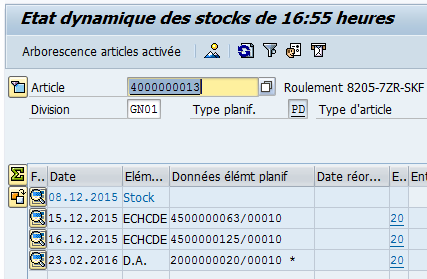 Etat dynamique des stocks de 16:55 heures
Arborescence articles activée
Article 4000000013 Roulement 8205-7ZR-SKF
Division GN01 Type planif. PD Type d'article
F.. Date Elém... Données élémt planif Date réor... E.. Ent
08.12.2015 Stock
15.12.2015 ECHCDE 4500000063/00010 20
16.12.2015 ECHCDE 4500000125/00010 20
23.02.2016 D.A. 2000000020/00010 * 20